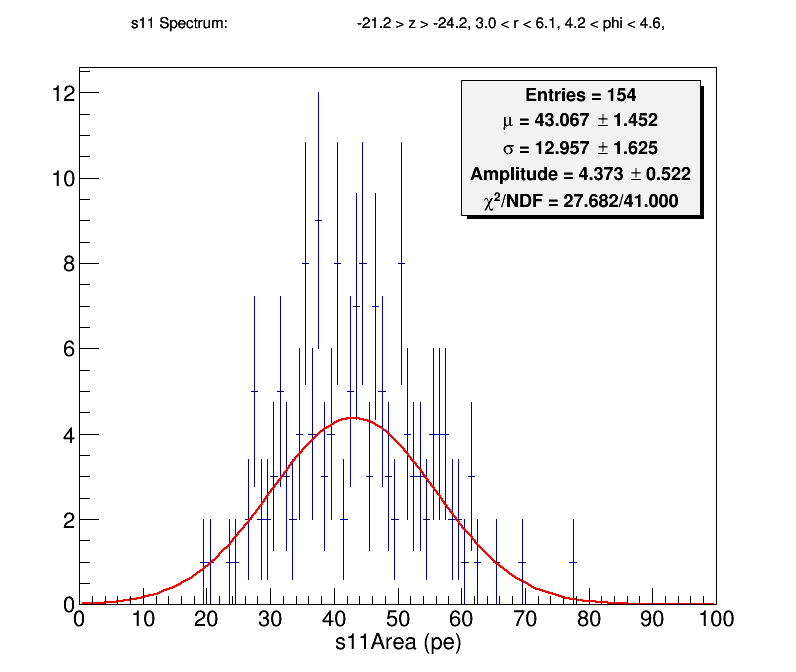 s11 Spectrum: -21.2 > z > -24.2, 3.0 < r < 6.1, 4.2 < phi < 4.6,
Entries = 154
μ = 43.067 ± 1.452
σ = 12.957 ± 1.625
Amplitude = 4.373 ± 0.522
χ²/NDF = 27.682/41.000
12
10
8
6
4
2
0
0 10 20 30 40 50 60 70 80 90 100
s11Area (pe)